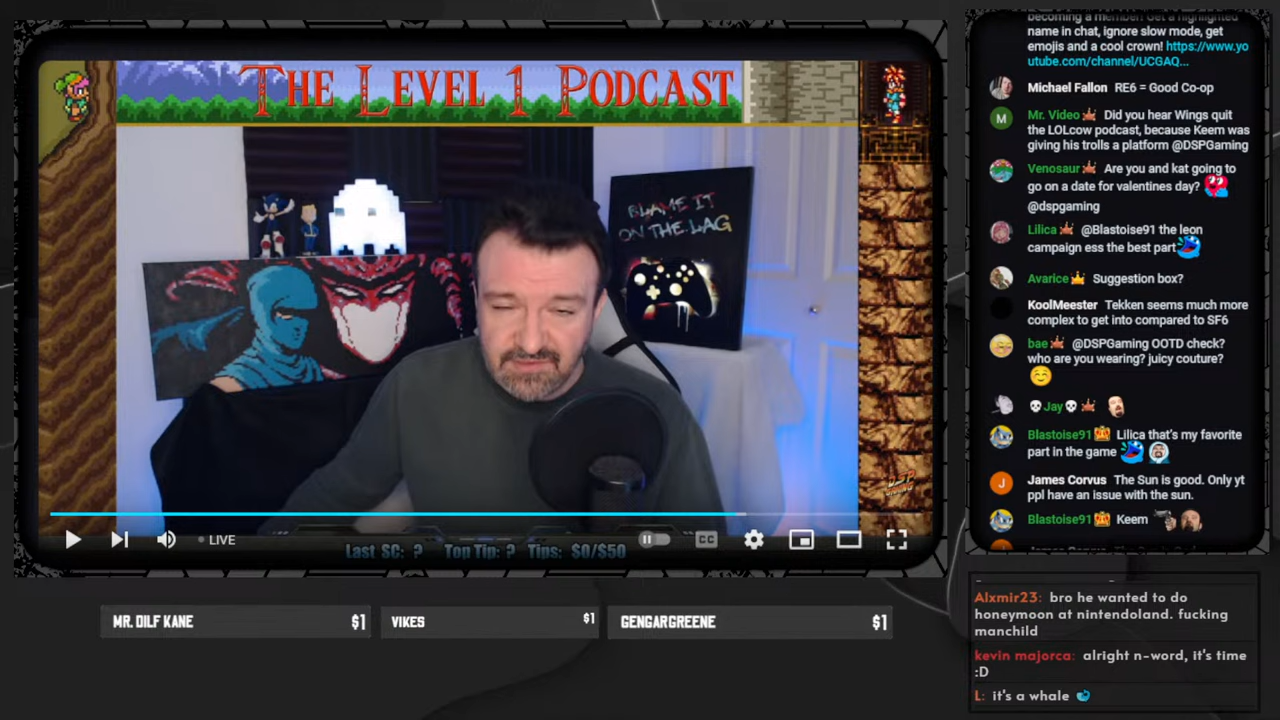 The Level 1 Podcast
BLAME IT
ON THE LAG
LIVE
CC
Last SC: ? Top Tip: ? Tips: $0/$50
MR. DILF KANE $1
VIKES $1
GENGARGREENE $1
becoming a member! Get a highlighted
name in chat, ignore slow mode, get
emojis and a cool crown! https://www.yo
utube.com/channel/UCGAQ...
Michael Fallon RE6 = Good Co-op
M
Mr. Video Did you hear Wings quit
the LOLcow podcast, because Keem was
giving his trolls a platform @DSPGaming
Venosaur Are you and kat going to
go on a date for valentines day?
@dspgaming
Lilica @Blastoise91 the leon
campaign ess the best part
Avarice Suggestion box?
KoolMeester Tekken seems much more
complex to get into compared to SF6
bae @DSPGaming OOTD check?
who are you wearing? juicy couture?
😊
💀Jay💀
Blastoise91 Lilica that's my favorite
part in the game
J
James Corvus The Sun is good. Only yt
ppl have an issue with the sun.
Blastoise91 Keem
Alxmir23: bro he wanted to do
honeymoon at nintendoland. fucking
manchild
kevin majorca: alright n-word, it's time
:D
L: it's a whale